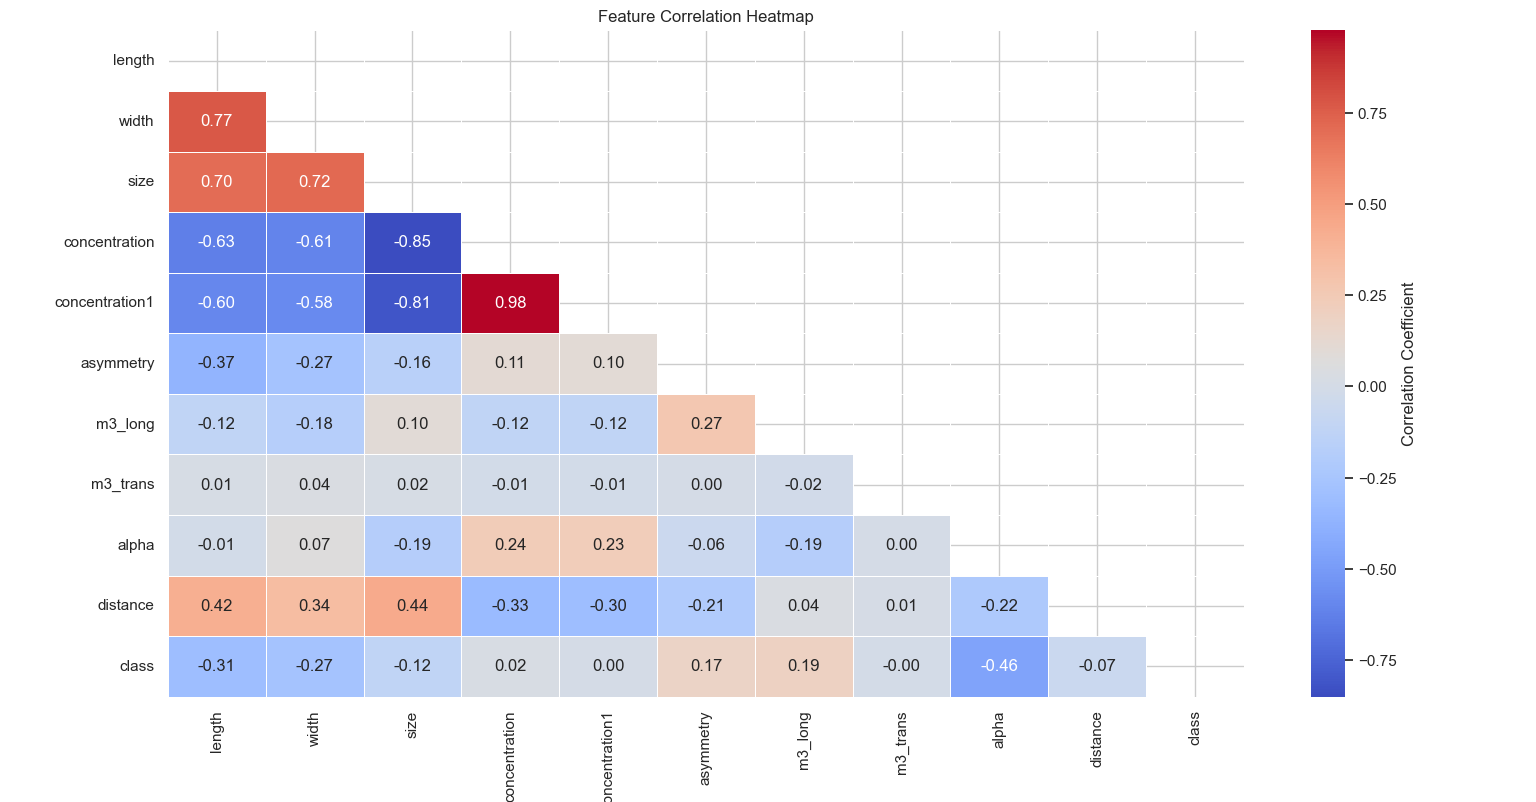 Feature Correlation Heatmap
length
width 0.77
size 0.70 0.72
concentration -0.63 -0.61 -0.85
concentration1 -0.60 -0.58 -0.81 0.98
asymmetry -0.37 -0.27 -0.16 0.11 0.10
m3_long -0.12 -0.18 0.10 -0.12 -0.12 0.27
m3_trans 0.01 0.04 0.02 -0.01 -0.01 0.00 -0.02
alpha -0.01 0.07 -0.19 0.24 0.23 -0.06 -0.19 0.00
distance 0.42 0.34 0.44 -0.33 -0.30 -0.21 0.04 0.01 -0.22
class -0.31 -0.27 -0.12 0.02 0.00 0.17 0.19 -0.00 -0.46 -0.07
length width size concentration oncentration1 asymmetry m3_long m3_trans alpha distance class
0.75
0.50
0.25
0.00
−0.25
−0.50
−0.75
Correlation Coefficient